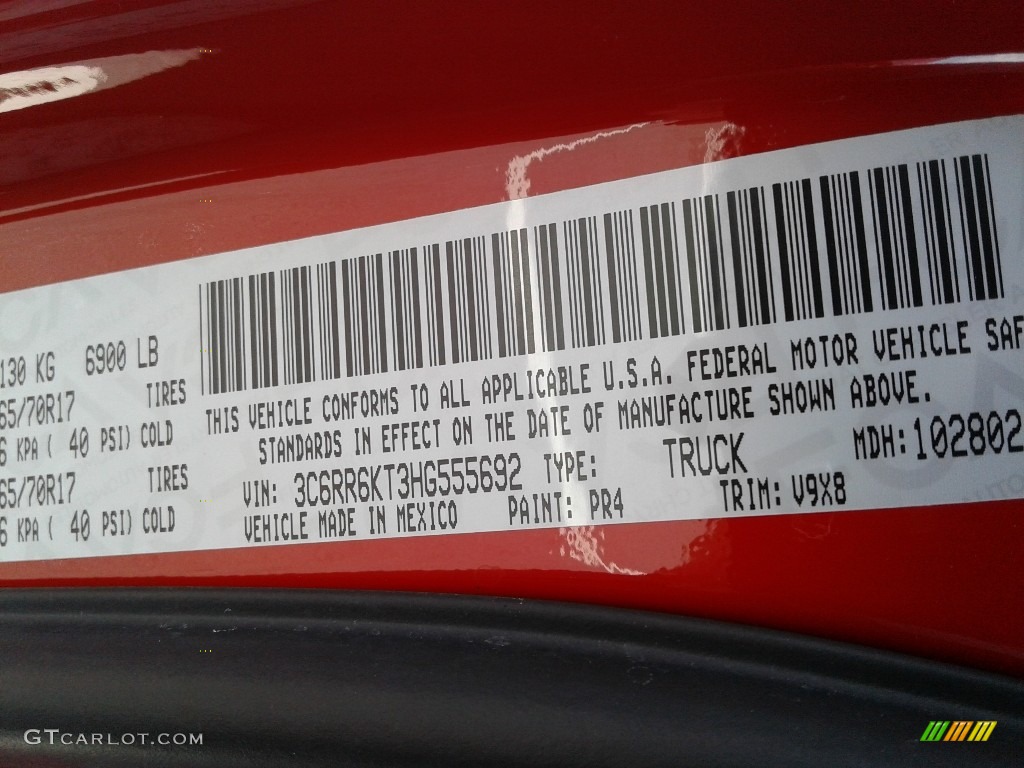 130 KG 6900 LB
65/70R17 TIRES
6 KPA ( 40 PSI) COLD
65/70R17 TIRES
6 KPA ( 40 PSI) COLD
THIS VEHICLE CONFORMS TO ALL APPLICABLE U.S.A. FEDERAL MOTOR VEHICLE SAF
STANDARDS IN EFFECT ON THE DATE OF MANUFACTURE SHOWN ABOVE.
VIN: 3C6RR6KT3HG555692 TYPE: TRUCK MDH: 102802
VEHICLE MADE IN MEXICO PAINT: PR4 TRIM: V9X8
GTCARLOT.COM